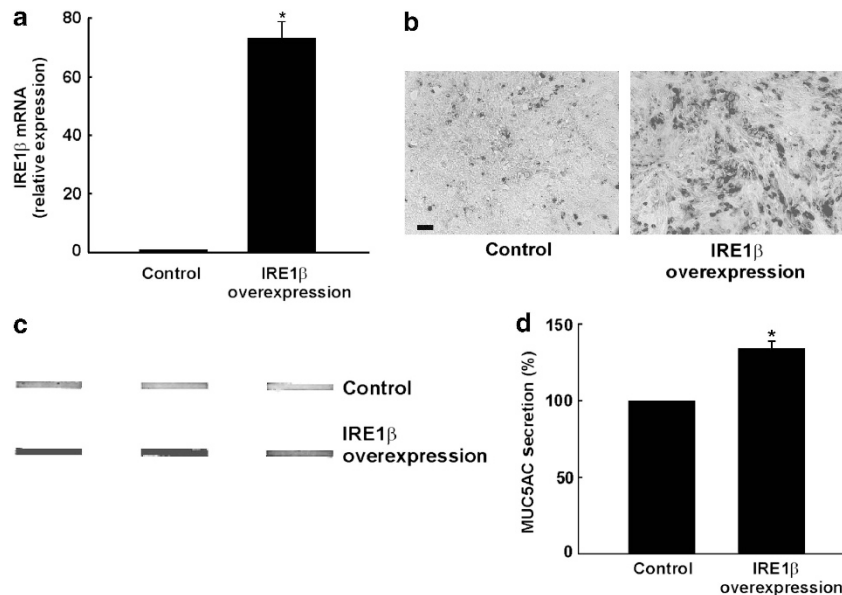 a
IRE1β mRNA
(relative expression)
80
60
40
20
0
*
Control
IRE1β
overexpression
b
Control
IRE1β
overexpression
c
Control
IRE1β
overexpression
d
MUC5AC secretion (%)
150
100
50
0
*
Control
IRE1β
overexpression